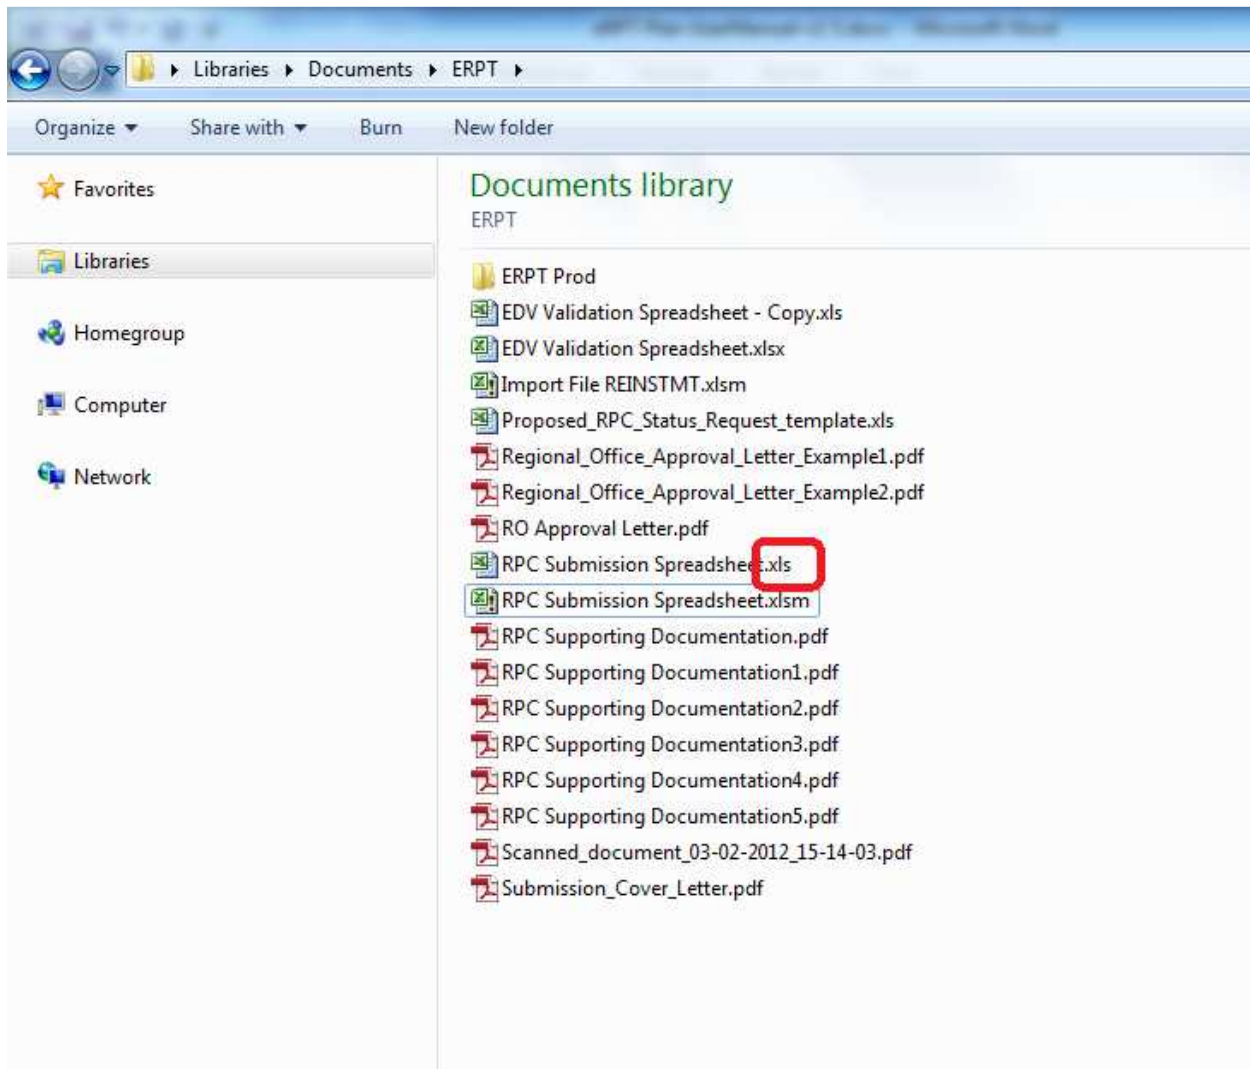 Libraries Documents ERPT
Organize Share with Burn New folder
Favorites
Libraries
Homegroup
Computer
Network
Documents library
ERPT
ERPT Prod
EDV Validation Spreadsheet - Copy.xls
EDV Validation Spreadsheet.xlsx
Import File REINSTMT.xlsm
Proposed_RPC_Status_Request_template.xls
Regional_Office_Approval_Letter_Example1.pdf
Regional_Office_Approval_Letter_Example2.pdf
RO Approval Letter.pdf
RPC Submission Spreadsheet.xls
RPC Submission Spreadsheet.xlsm
RPC Supporting Documentation.pdf
RPC Supporting Documentation1.pdf
RPC Supporting Documentation2.pdf
RPC Supporting Documentation3.pdf
RPC Supporting Documentation4.pdf
RPC Supporting Documentation5.pdf
Scanned_document_03-02-2012_15-14-03.pdf
Submission_Cover_Letter.pdf